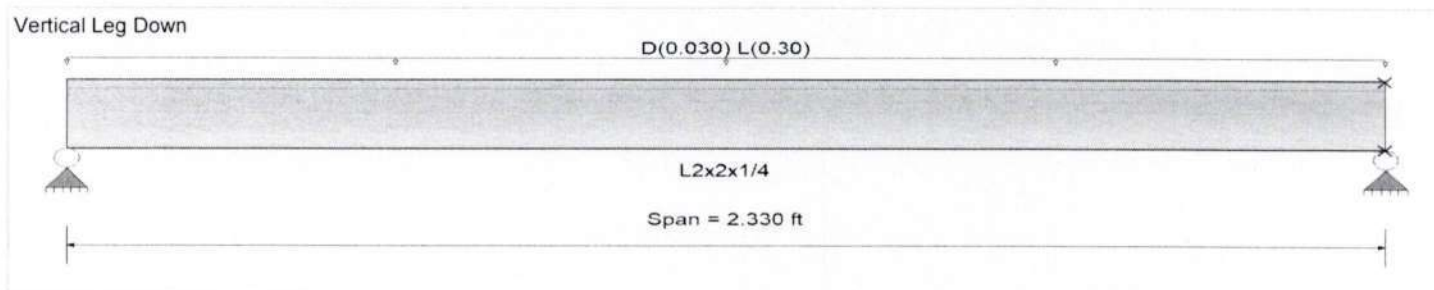 Vertical Leg Down
D(0.030) L(0.30)
L2x2x1/4
Span = 2.330 ft